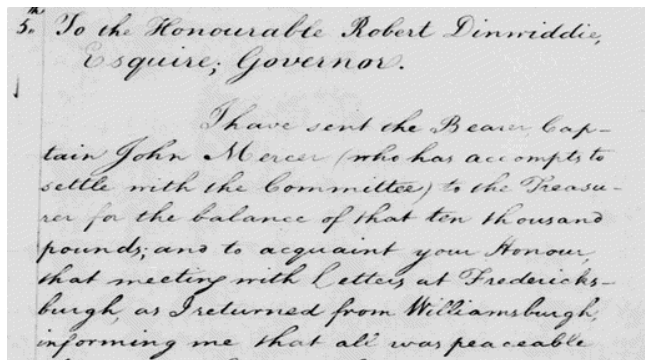 5.th To the Honourable Robert Dinwiddie,
Esquire; Governor.
I have sent the Bearer Cap-
tain John Mercer (who has accompts to
settle with the Committee) to the Treasu-
rer for the balance of that ten thousand
pounds; and to acquaint your Honour,
that meeting with Letters at Fredericks-
burgh, as I returned from Williamsburgh,
informing me that all was peaceable